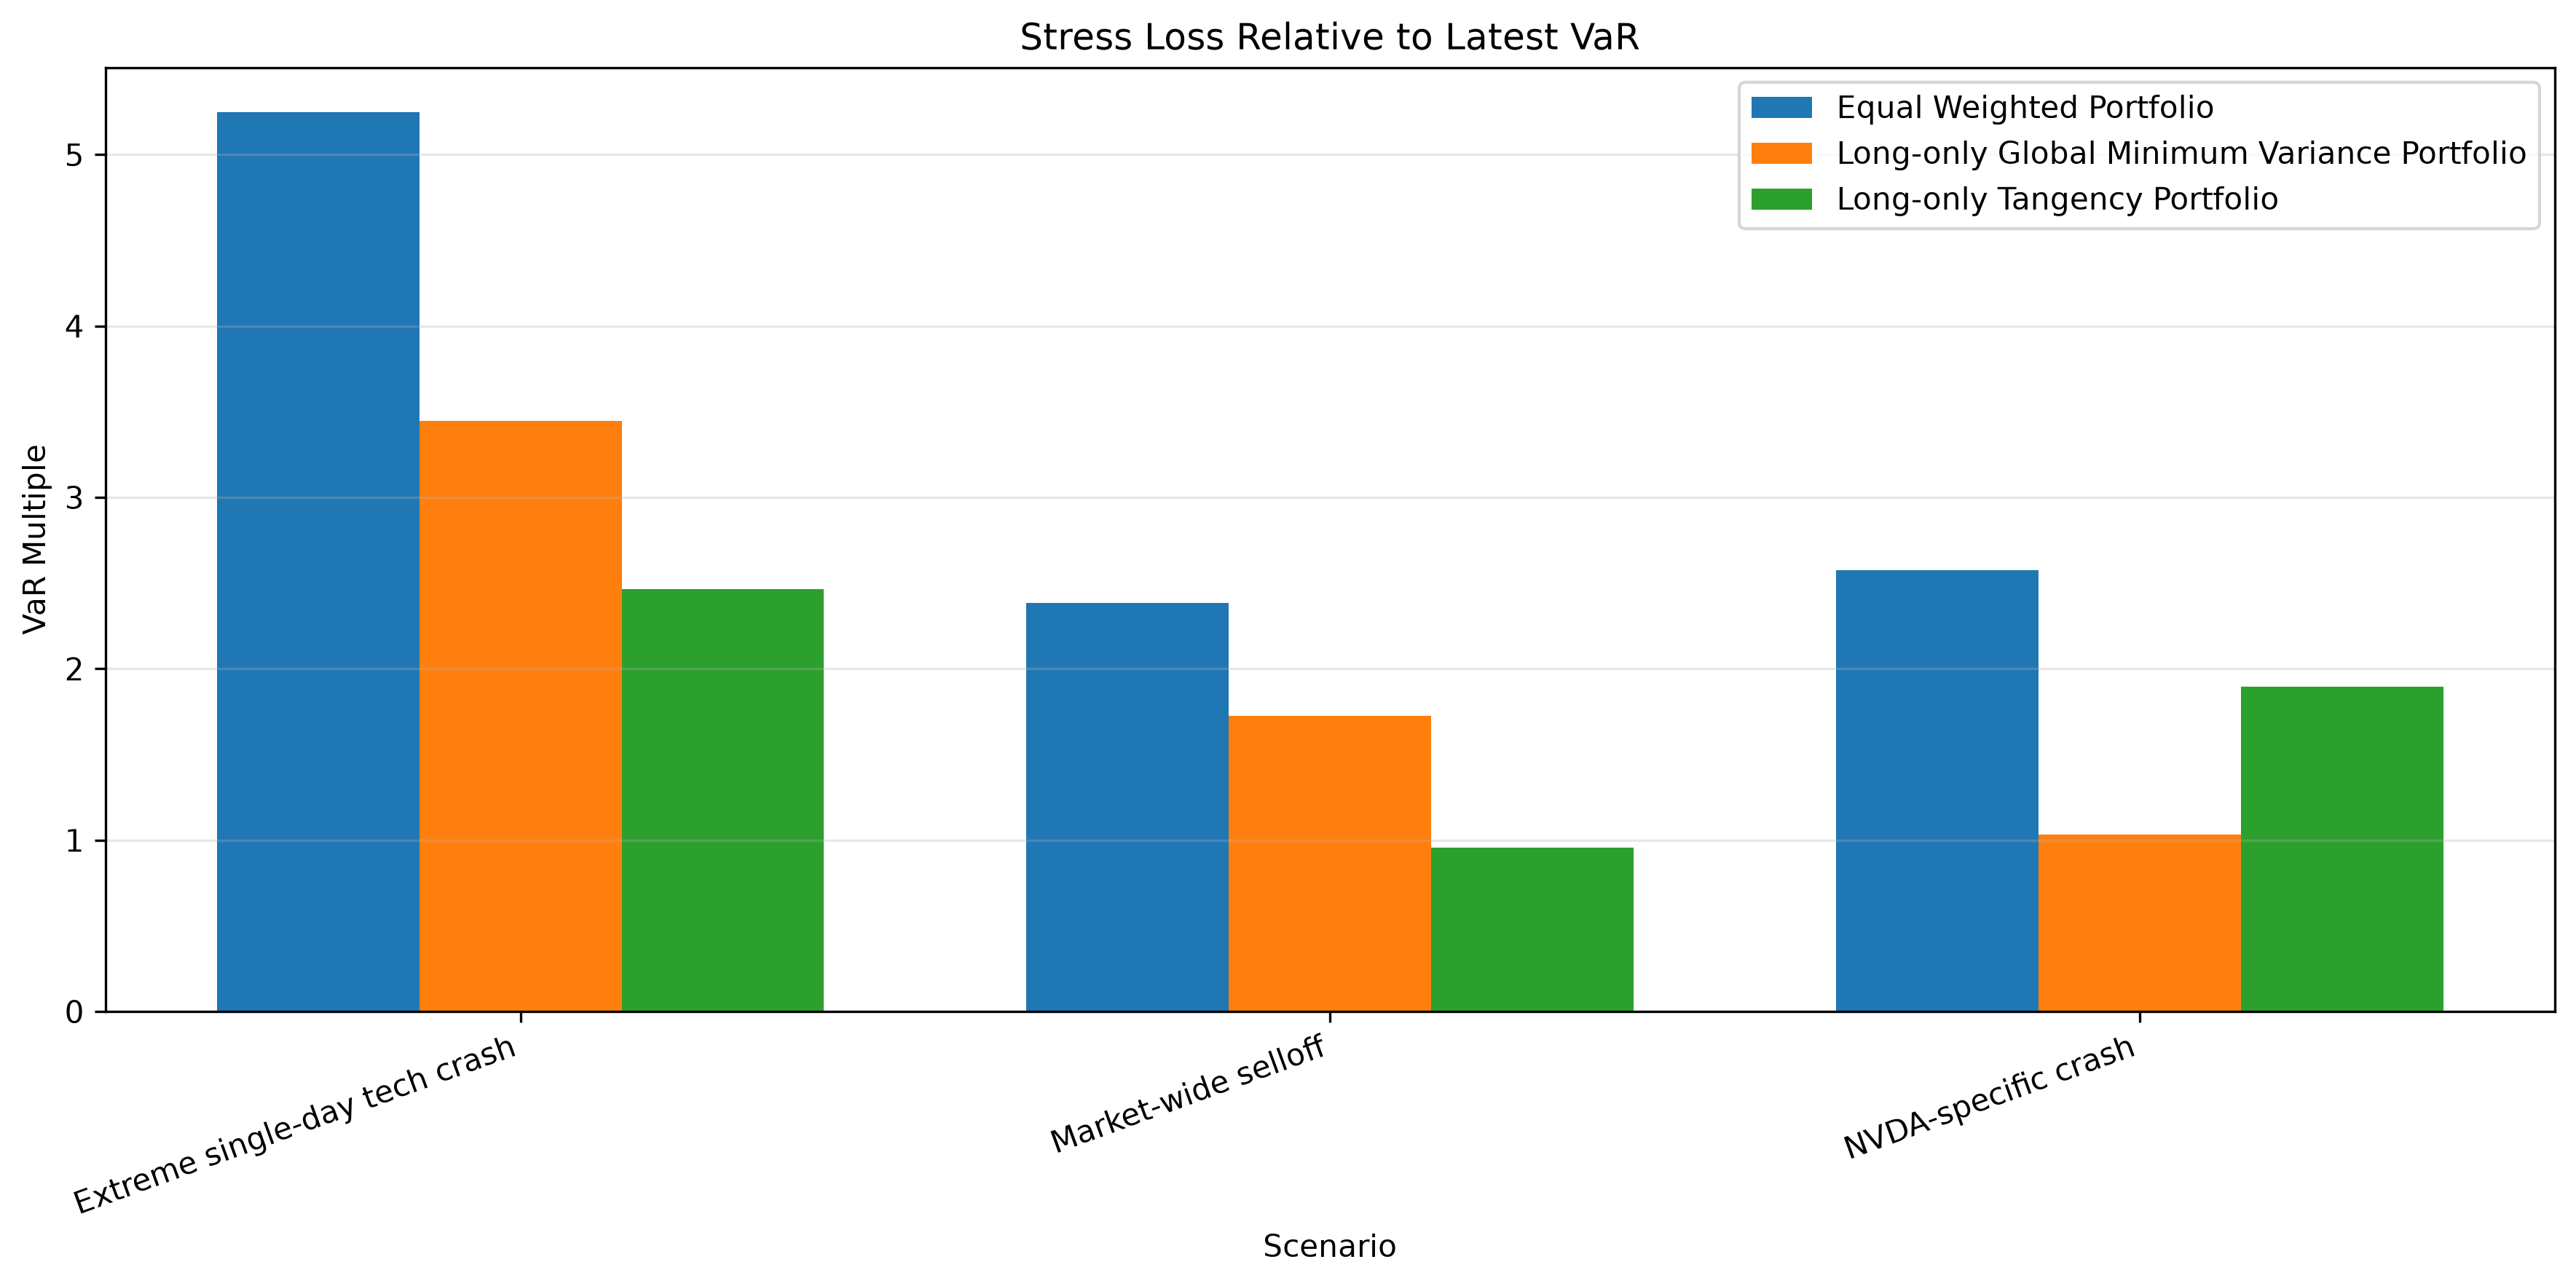 Stress Loss Relative to Latest VaR
Equal Weighted Portfolio
Long-only Global Minimum Variance Portfolio
Long-only Tangency Portfolio
VaR Multiple
5
4
3
2
1
0
Extreme single-day tech crash
Market-wide selloff
NVDA-specific crash
Scenario